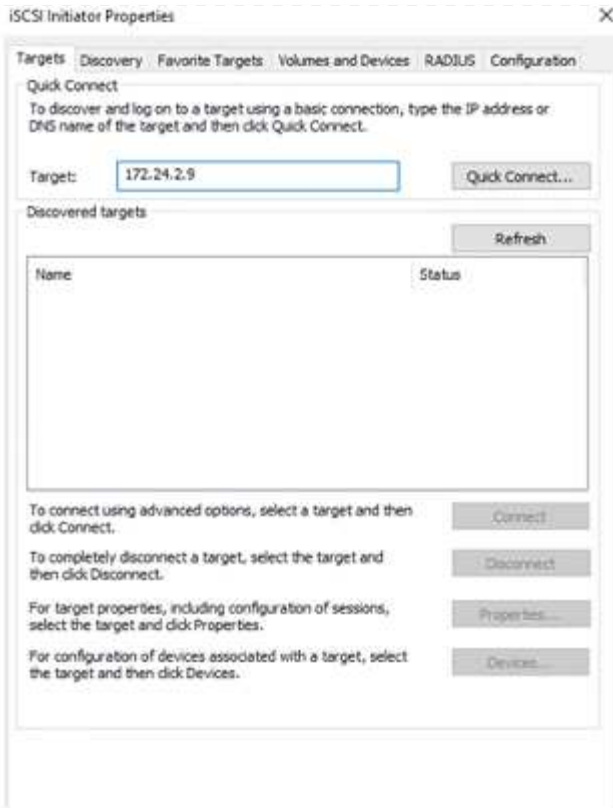 iSCSI Initiator Properties
Targets Discovery Favorite Targets Volumes and Devices RADIUS Configuration
Quick Connect
To discover and log on to a target using a basic connection, type the IP address or
DNS name of the target and then click Quick Connect.
Target: 172.24.2.9 Quick Connect...
Discovered targets
Refresh
Name Status
To connect using advanced options, select a target and then
click Connect.
Connect
To completely disconnect a target, select the target and
then click Disconnect.
Disconnect
For target properties, including configuration of sessions,
select the target and click Properties.
Properties...
For configuration of devices associated with a target, select
the target and then click Devices.
Devices...